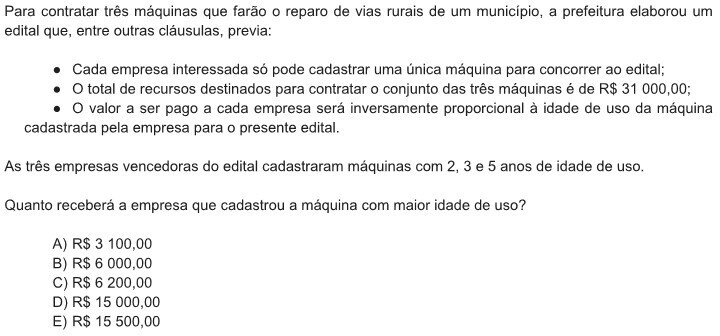 Para contratar três máquinas que farão o reparo de vias rurais de um município, a prefeitura elaborou um
edital que, entre outras cláusulas, previa:
● Cada empresa interessada só pode cadastrar uma única máquina para concorrer ao edital;
● O total de recursos destinados para contratar o conjunto das três máquinas é de R$ 31 000,00;
● O valor a ser pago a cada empresa será inversamente proporcional à idade de uso da máquina
cadastrada pela empresa para o presente edital.
As três empresas vencedoras do edital cadastraram máquinas com 2, 3 e 5 anos de idade de uso.
Quanto receberá a empresa que cadastrou a máquina com maior idade de uso?
A) R$ 3 100,00
B) R$ 6 000,00
C) R$ 6 200,00
D) R$ 15 000,00
E) R$ 15 500,00